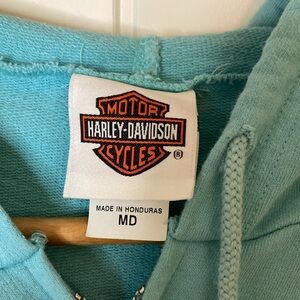 MOTOR
HARLEY-DAVIDSON
CYCLES ®
MADE IN HONDURAS
MD